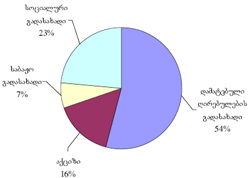 სოციალური
გადასახადი
23%
საბაჟო
გადასახადი
7%
აქციზი
16%
დამატებული
ღირებულების
გადასახადი
54%